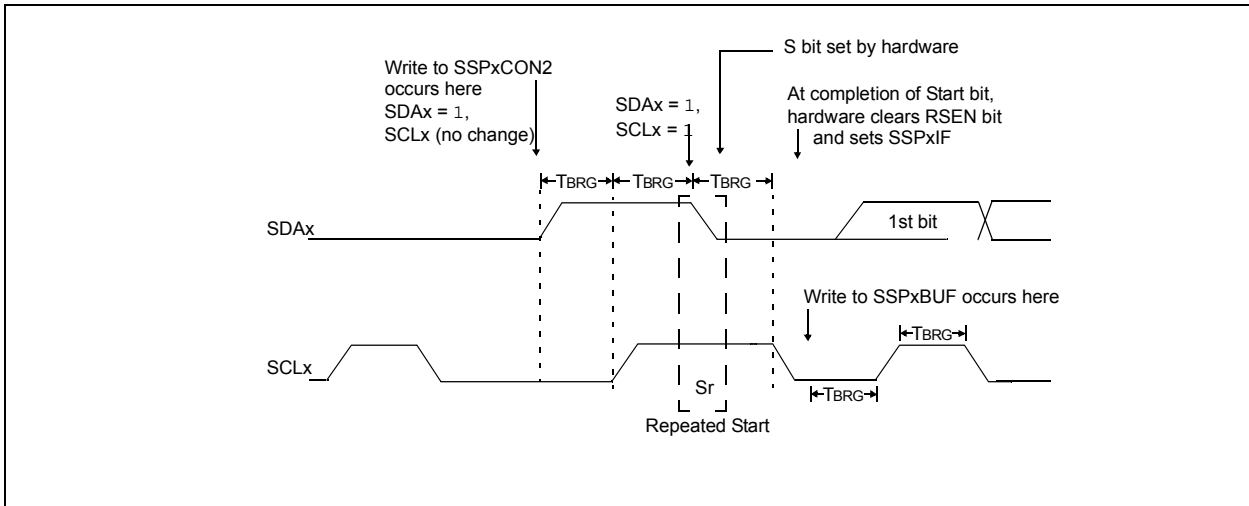 S bit set by hardware
Write to SSPxCON2
occurs here
SDAx = 1,
SCLx (no change)
SDAx = 1,
SCLx = 1
At completion of Start bit,
hardware clears RSEN bit
and sets SSPxIF
TBRG
TBRG
TBRG
SDAx
1st bit
Write to SSPxBUF occurs here
TBRG
SCLx
Sr
TBRG
Repeated Start